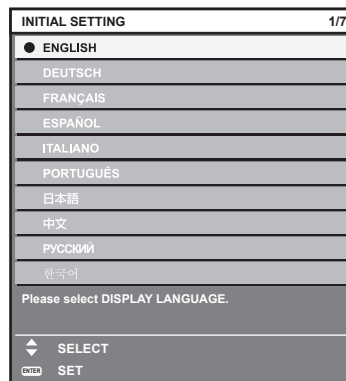 INITIAL SETTING 1/7
ENGLISH
DEUTSCH
FRANÇAIS
ESPAÑOL
ITALIANO
PORTUGUÊS
日本語
中文
РУССКИЙ
한국어
Please select DISPLAY LANGUAGE.
SELECT
ENTER SET